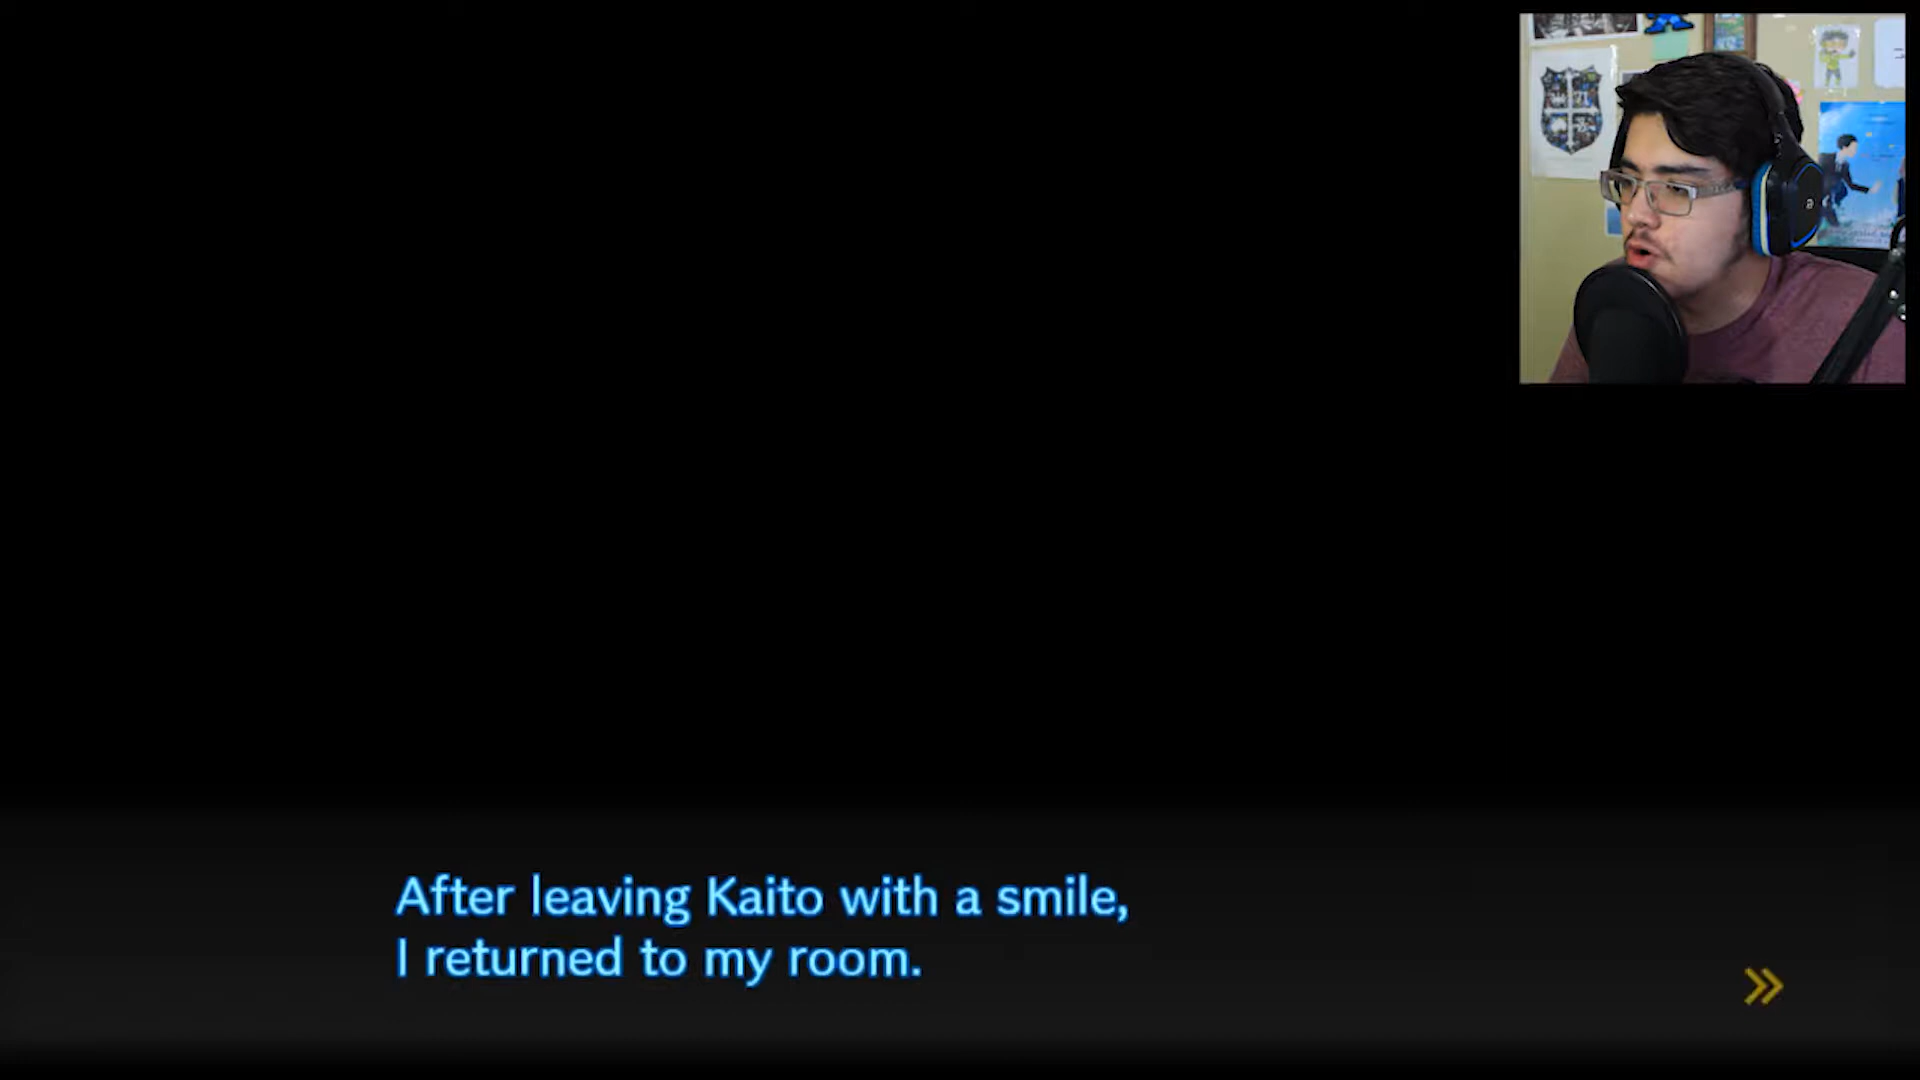 After leaving Kaito with a smile,
I returned to my room.